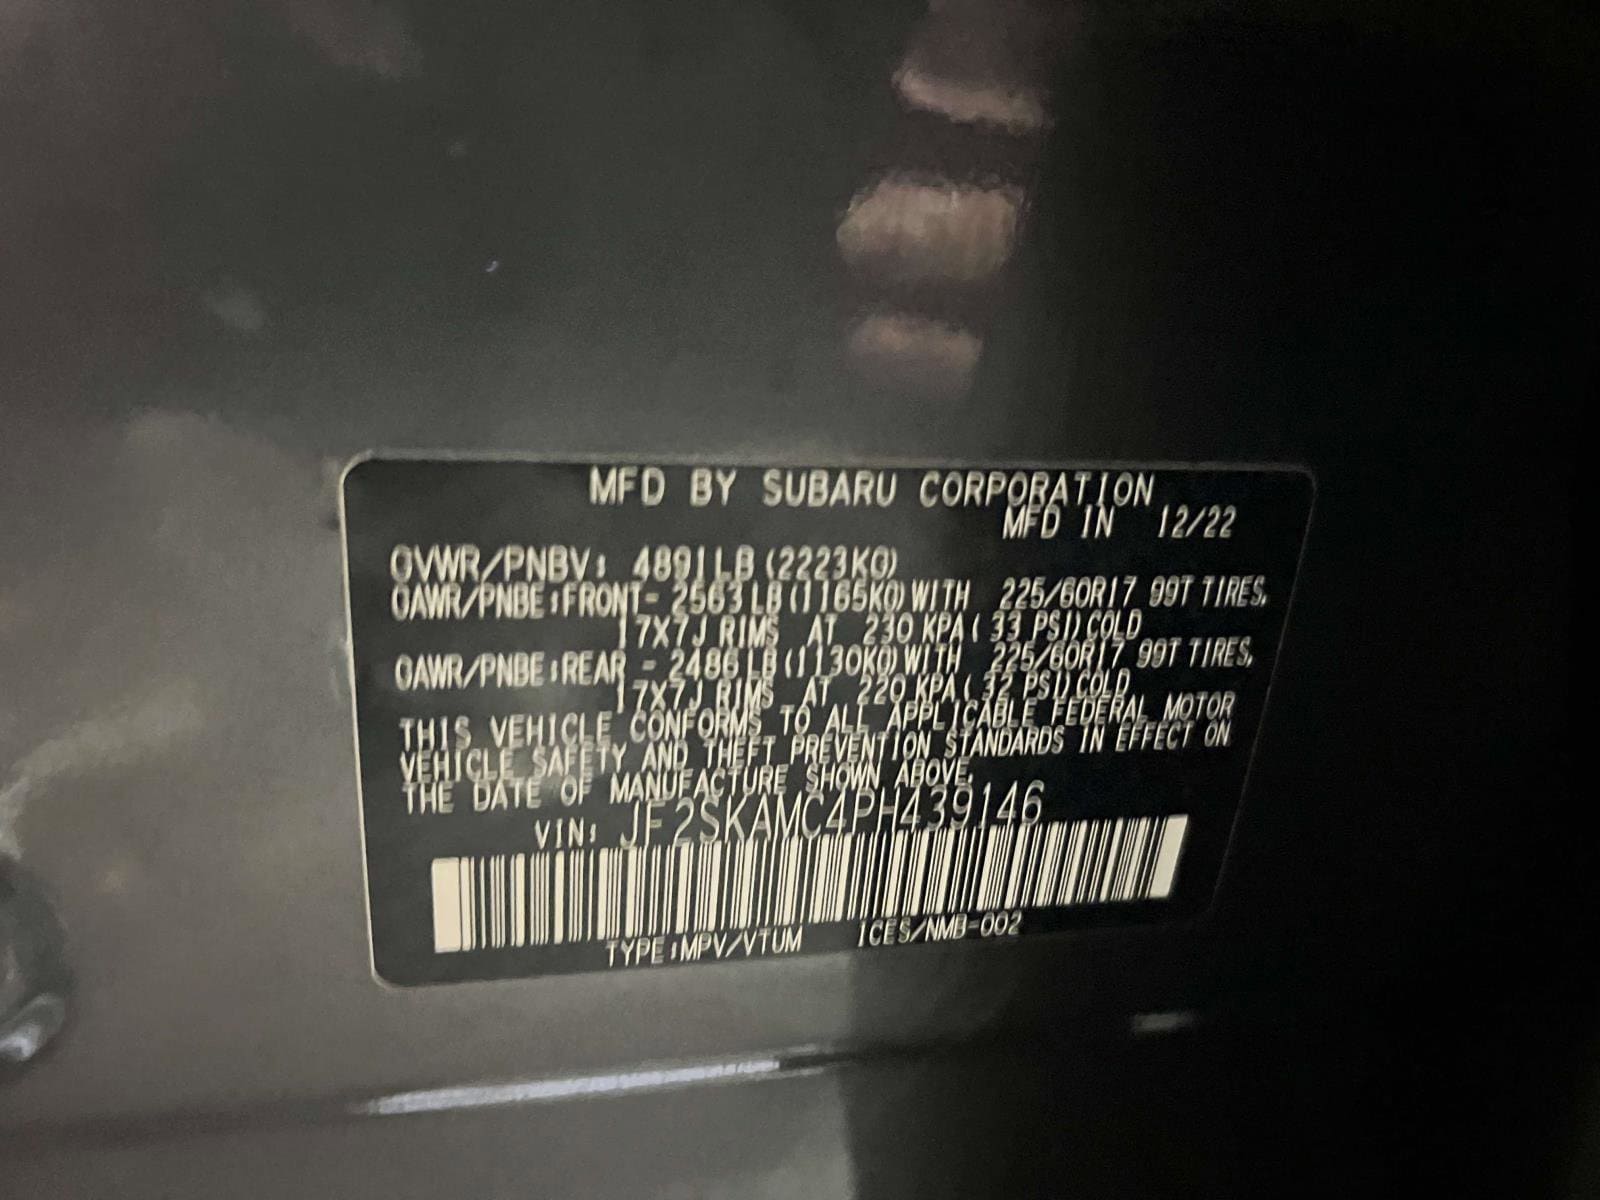 MFD BY SUBARU CORPORATION
MFD IN 12/22
GVWR/PNBV: 4891LB (2223KG)
GAWR/PNBE:FRONT- 2563LB(1165KG)WITH 225/60R17 99T TIRES,
17X7J RIMS AT 230 KPA( 33 PSI)COLD
GAWR/PNBE:REAR - 2486LB(1130KG)WITH 225/60R17 99T TIRES,
17X7J RIMS AT 220 KPA( 32 PSI)COLD
THIS VEHICLE CONFORMS TO ALL APPLICABLE FEDERAL MOTOR
VEHICLE SAFETY AND THEFT PREVENTION STANDARDS IN EFFECT ON
THE DATE OF MANUFACTURE SHOWN ABOVE.
VIN: JF2SKAMC4PH439146
TYPE:MPV/VTUM ICES/NMB-002